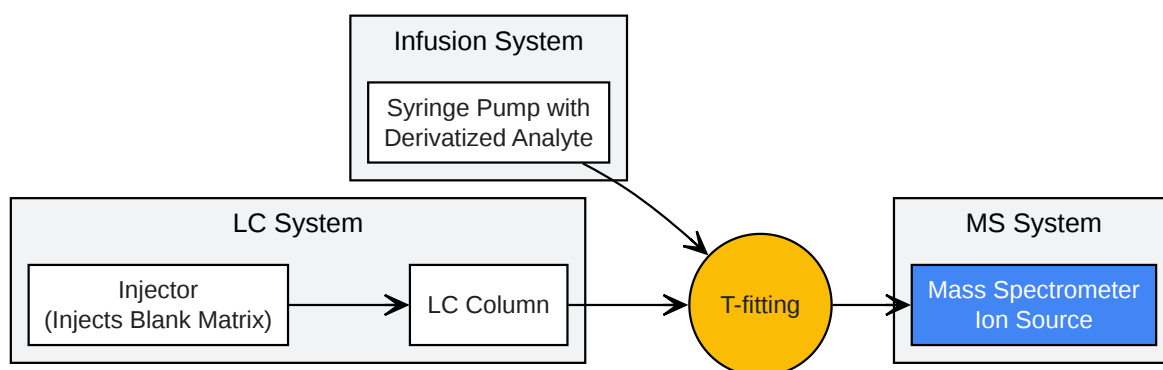 Infusion System
Syringe Pump with
Derivatized Analyte
LC System
Injector
(Injects Blank Matrix)
LC Column
T-fitting
MS System
Mass Spectrometer
Ion Source